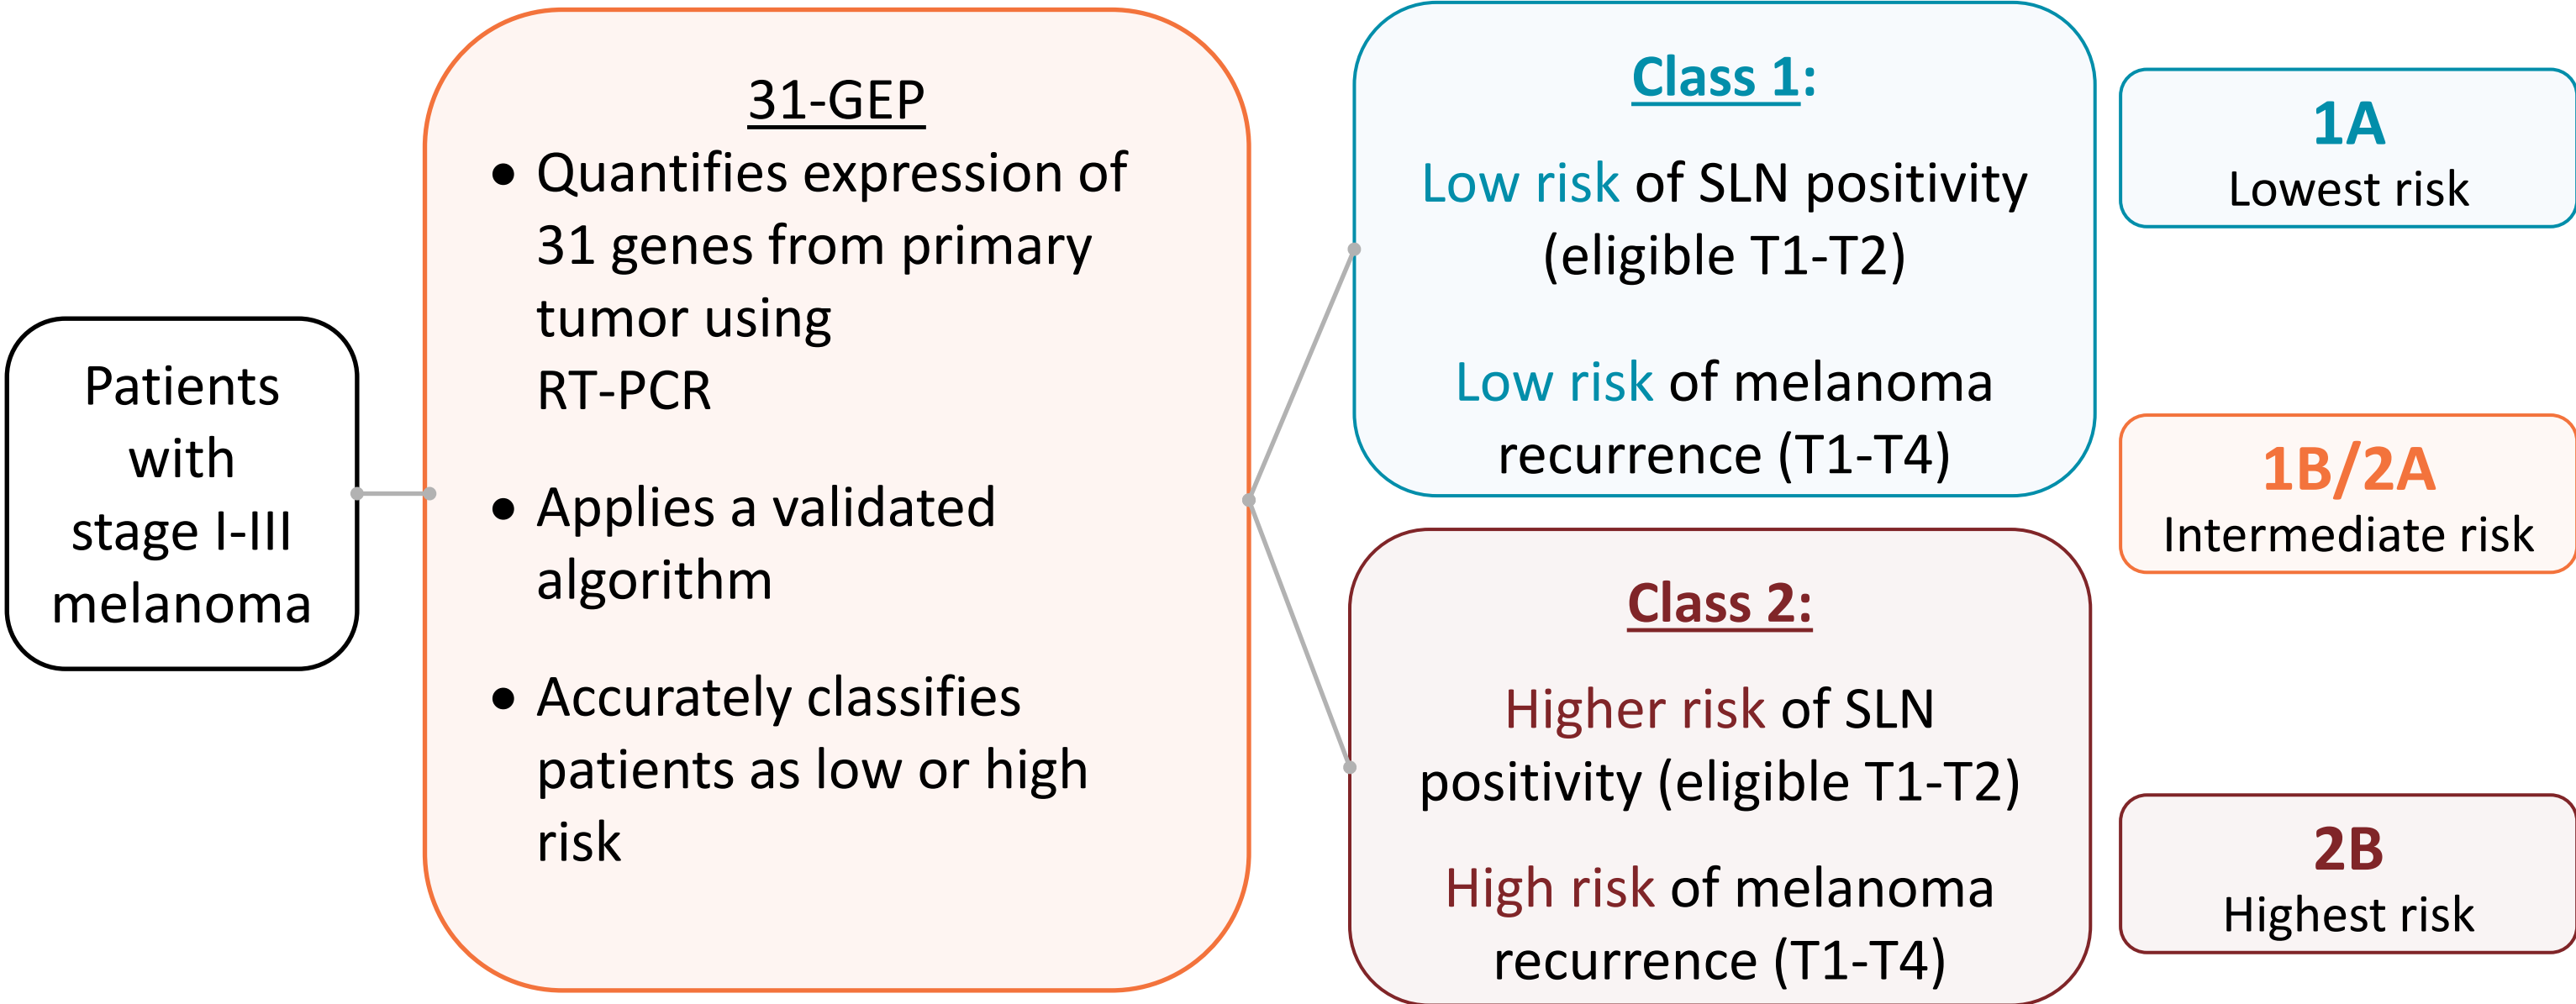 Patients
with
stage I-III
melanoma
31-GEP
• Quantifies expression of
31 genes from primary
tumor using
RT-PCR
• Applies a validated
algorithm
• Accurately classifies
patients as low or high
risk
Class 1:
Low risk of SLN positivity
(eligible T1-T2)
Low risk of melanoma
recurrence (T1-T4)
Class 2:
Higher risk of SLN
positivity (eligible T1-T2)
High risk of melanoma
recurrence (T1-T4)
1A
Lowest risk
1B/2A
Intermediate risk
2B
Highest risk